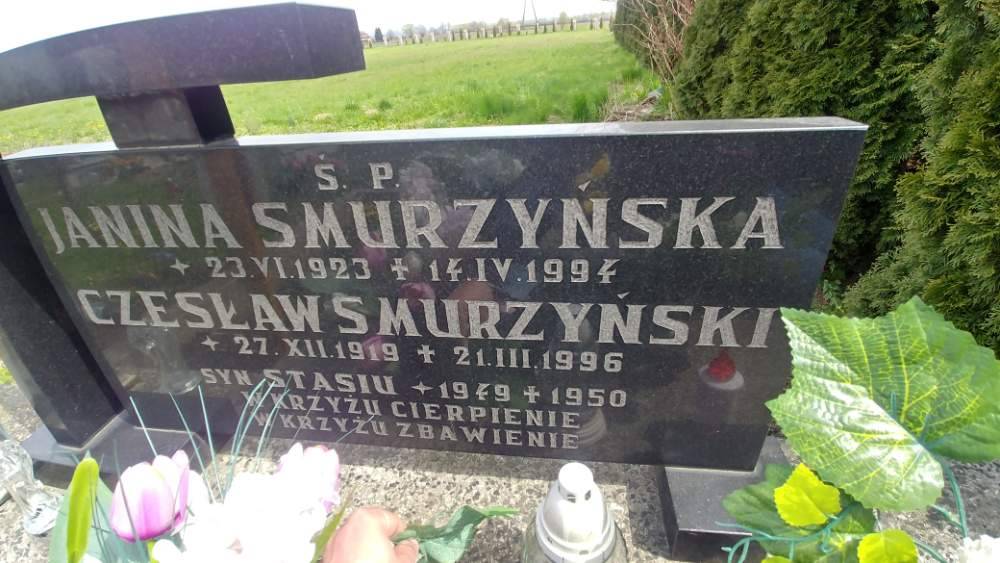 Ś. P.
JANINA SMURZYŃSKA
✦ 23.VI.1923 ✝ 14.IV.1994
CZESŁAW SMURZYŃSKI
✦ 27.XII.1919 ✝ 21.III.1996
SYN STASIU ✦ 1949 ✝ 1950
W KRZYŻU CIERPIENIE
W KRZYŻU ZBAWIENIE